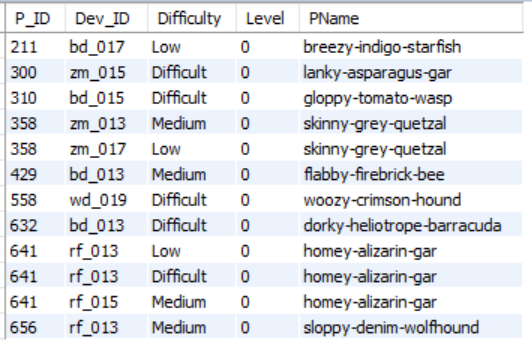 P_ID Dev_ID Difficulty Level PName
211 bd_017 Low 0 breezy-indigo-starfish
300 zm_015 Difficult 0 lanky-asparagus-gar
310 bd_015 Difficult 0 gloppy-tomato-wasp
358 zm_013 Medium 0 skinny-grey-quetzal
358 zm_017 Low 0 skinny-grey-quetzal
429 bd_013 Medium 0 flabby-firebrick-bee
558 wd_019 Difficult 0 woozy-crimson-hound
632 bd_013 Difficult 0 dorky-heliotrope-barracuda
641 rf_013 Low 0 homey-alizarin-gar
641 rf_013 Difficult 0 homey-alizarin-gar
641 rf_015 Medium 0 homey-alizarin-gar
656 rf_013 Medium 0 sloppy-denim-wolfhound